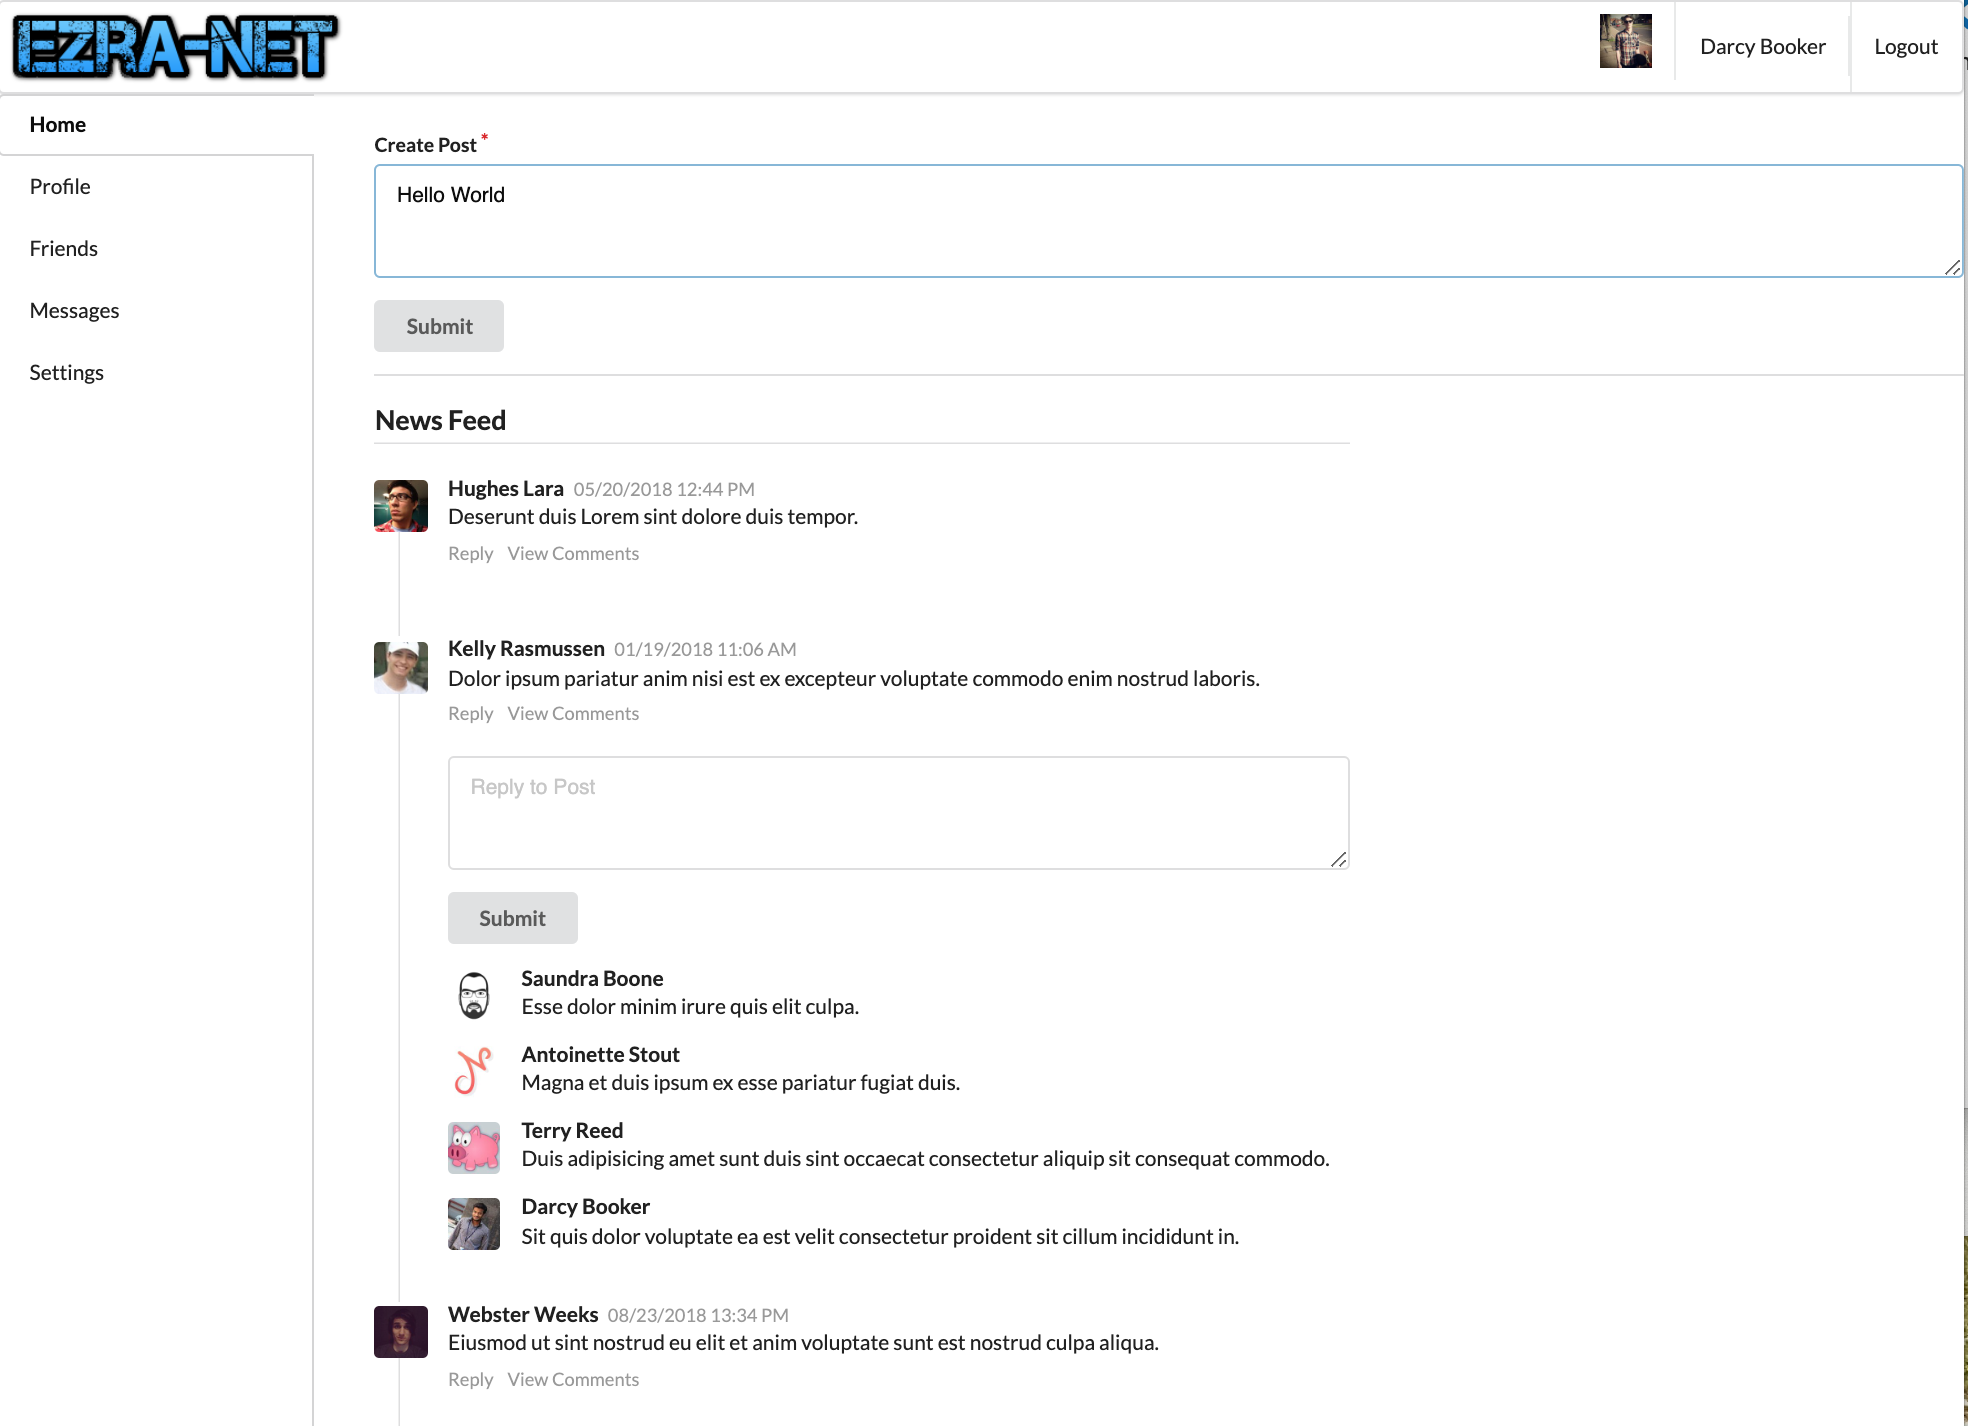 EZRA-NET
Darcy Booker
Logout
Home
Profile
Friends
Messages
Settings
Create Post *
Hello World
Submit
News Feed
Hughes Lara 05/20/2018 12:44 PM
Deserunt duis Lorem sint dolore duis tempor.
Reply View Comments
Kelly Rasmussen 01/19/2018 11:06 AM
Dolor ipsum pariatur anim nisi est ex excepteur voluptate commodo enim nostrud laboris.
Reply View Comments
Reply to Post
Submit
Saundra Boone
Esse dolor minim irure quis elit culpa.
Antoinette Stout
Magna et duis ipsum ex esse pariatur fugiat duis.
Terry Reed
Duis adipisicing amet sunt duis sint occaecat consectetur aliquip sit consequat commodo.
Darcy Booker
Sit quis dolor voluptate ea est velit consectetur proident sit cillum incididunt in.
Webster Weeks 08/23/2018 13:34 PM
Eiusmod ut sint nostrud eu elit et anim voluptate sunt est nostrud culpa aliqua.
Reply View Comments